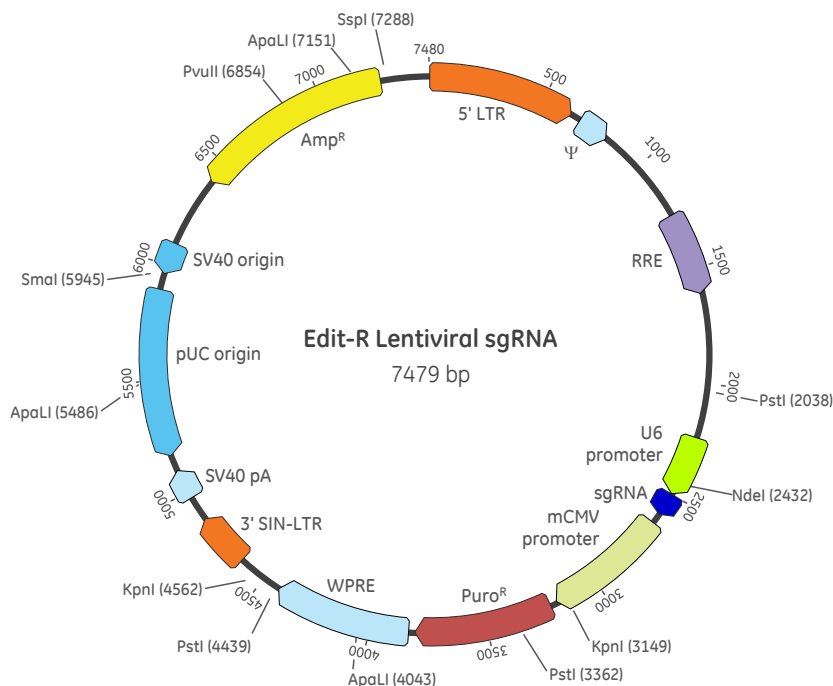 SspI (7288)
ApaLI (7151)
PvuII (6854)
7480
7000
500
5' LTR
Ψ
Ampᴿ
6500
1000
6000
SV40 origin
SmaI (5945)
RRE
1500
Edit-R Lentiviral sgRNA
7479 bp
pUC origin
5500
ApaLI (5486)
2000
PstI (2038)
U6
promoter
sgRNA
NdeI (2432)
2500
SV40 pA
5000
3' SIN-LTR
mCMV
promoter
KpnI (4562)
4500
WPRE
Puroᴿ
3000
PstI (4439)
4000
3500
KpnI (3149)
PstI (3362)
ApaLI (4043)